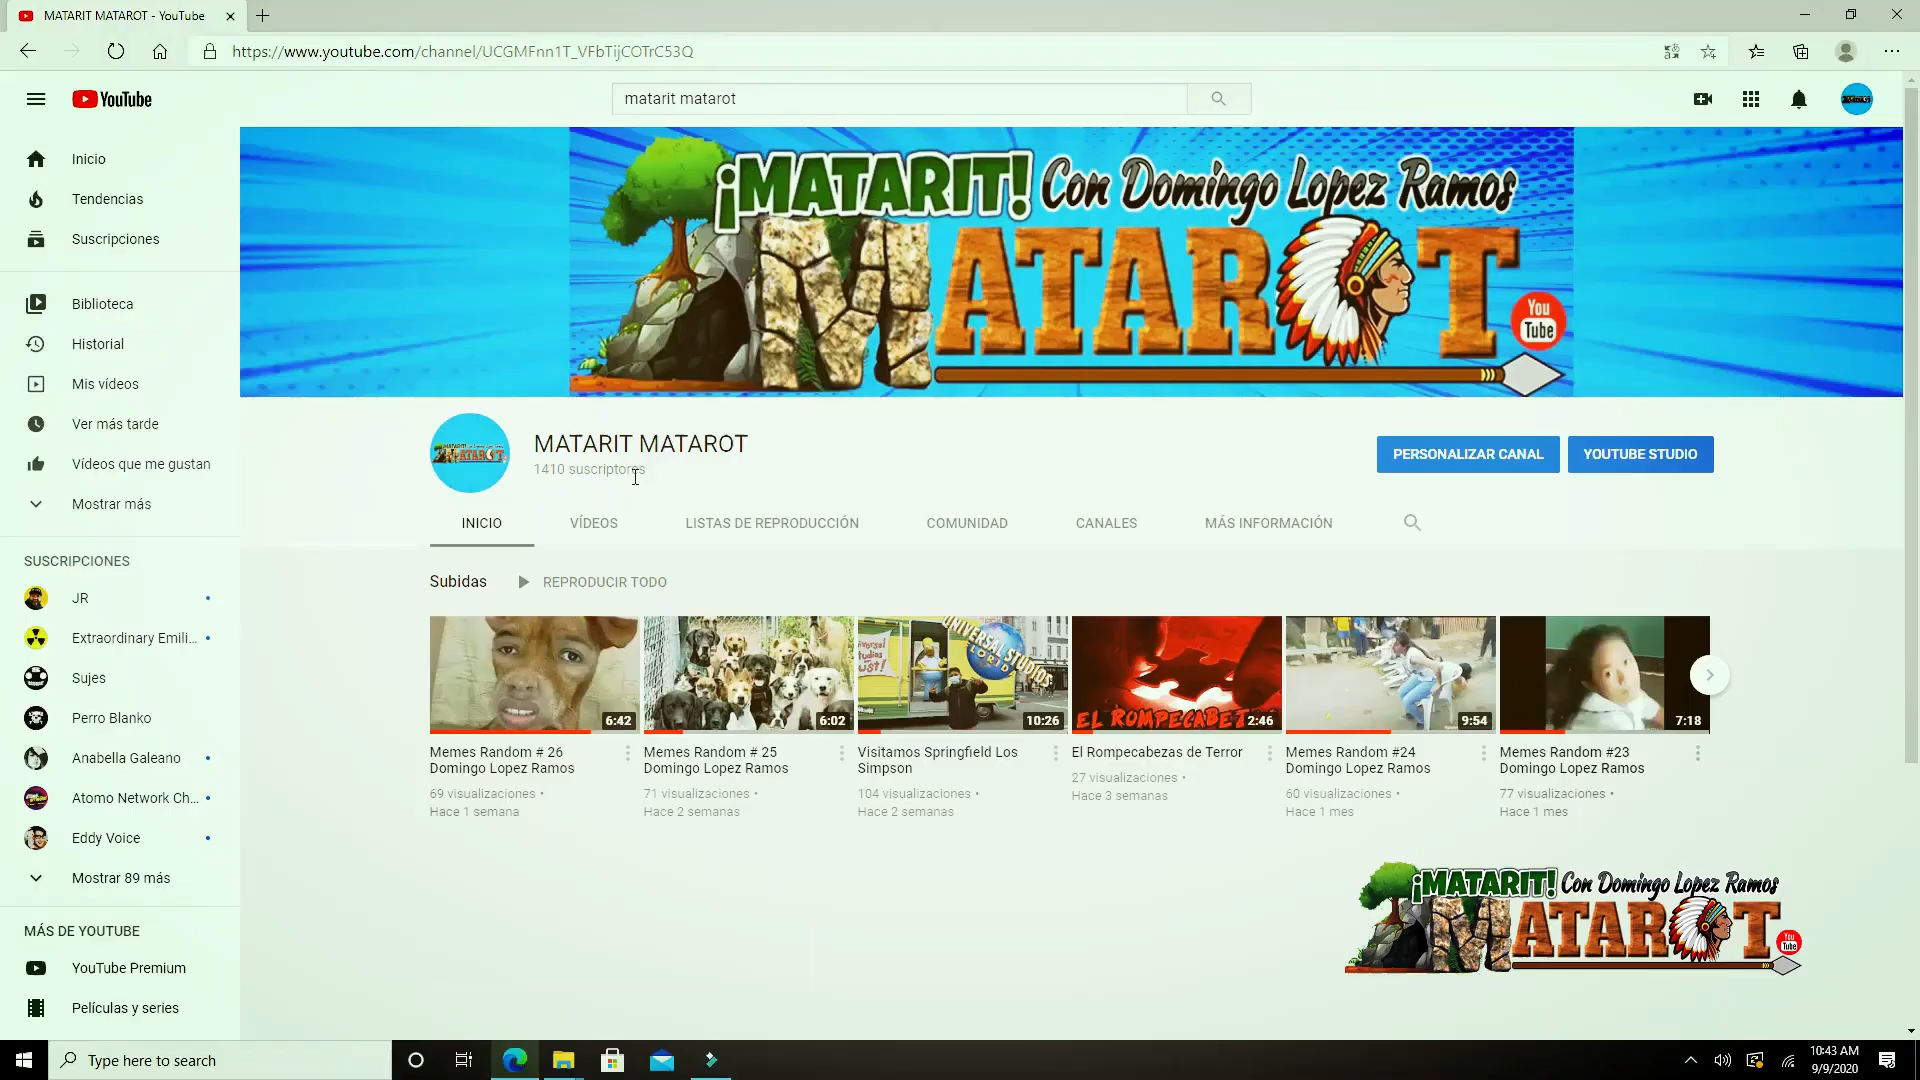 MATARIT MATAROT - YouTube
https://www.youtube.com/channel/UCGMFnn1T_VFbTijCOTrC53Q
YouTube
matarit matarot
Inicio
Tendencias
Suscripciones
Biblioteca
Historial
Mis vídeos
Ver más tarde
Vídeos que me gustan
Mostrar más
SUSCRIPCIONES
JR
Extraordinary Emili...
Sujes
Perro Blanko
Anabella Galeano
Atomo Network Ch...
Eddy Voice
Mostrar 89 más
MÁS DE YOUTUBE
YouTube Premium
Películas y series
¡MATARIT! Con Domingo Lopez Ramos
MATAROT
You
Tube
MATARIT MATAROT
1410 suscriptores
PERSONALIZAR CANAL
YOUTUBE STUDIO
INICIO VÍDEOS LISTAS DE REPRODUCCIÓN COMUNIDAD CANALES MÁS INFORMACIÓN
Subidas REPRODUCIR TODO
6:42
Memes Random # 26
Domingo Lopez Ramos
69 visualizaciones •
Hace 1 semana
6:02
Memes Random # 25
Domingo Lopez Ramos
71 visualizaciones •
Hace 2 semanas
UNIVERSAL STUDIOS
10:26
Visitamos Springfield Los
Simpson
104 visualizaciones •
Hace 2 semanas
EL ROMPECABEZ
2:46
El Rompecabezas de Terror
27 visualizaciones •
Hace 3 semanas
9:54
Memes Random #24
Domingo Lopez Ramos
60 visualizaciones •
Hace 1 mes
7:18
Memes Random #23
Domingo Lopez Ramos
77 visualizaciones •
Hace 1 mes
¡MATARIT! Con Domingo Lopez Ramos
MATAROT
You
Tube
Type here to search
10:43 AM
9/9/2020